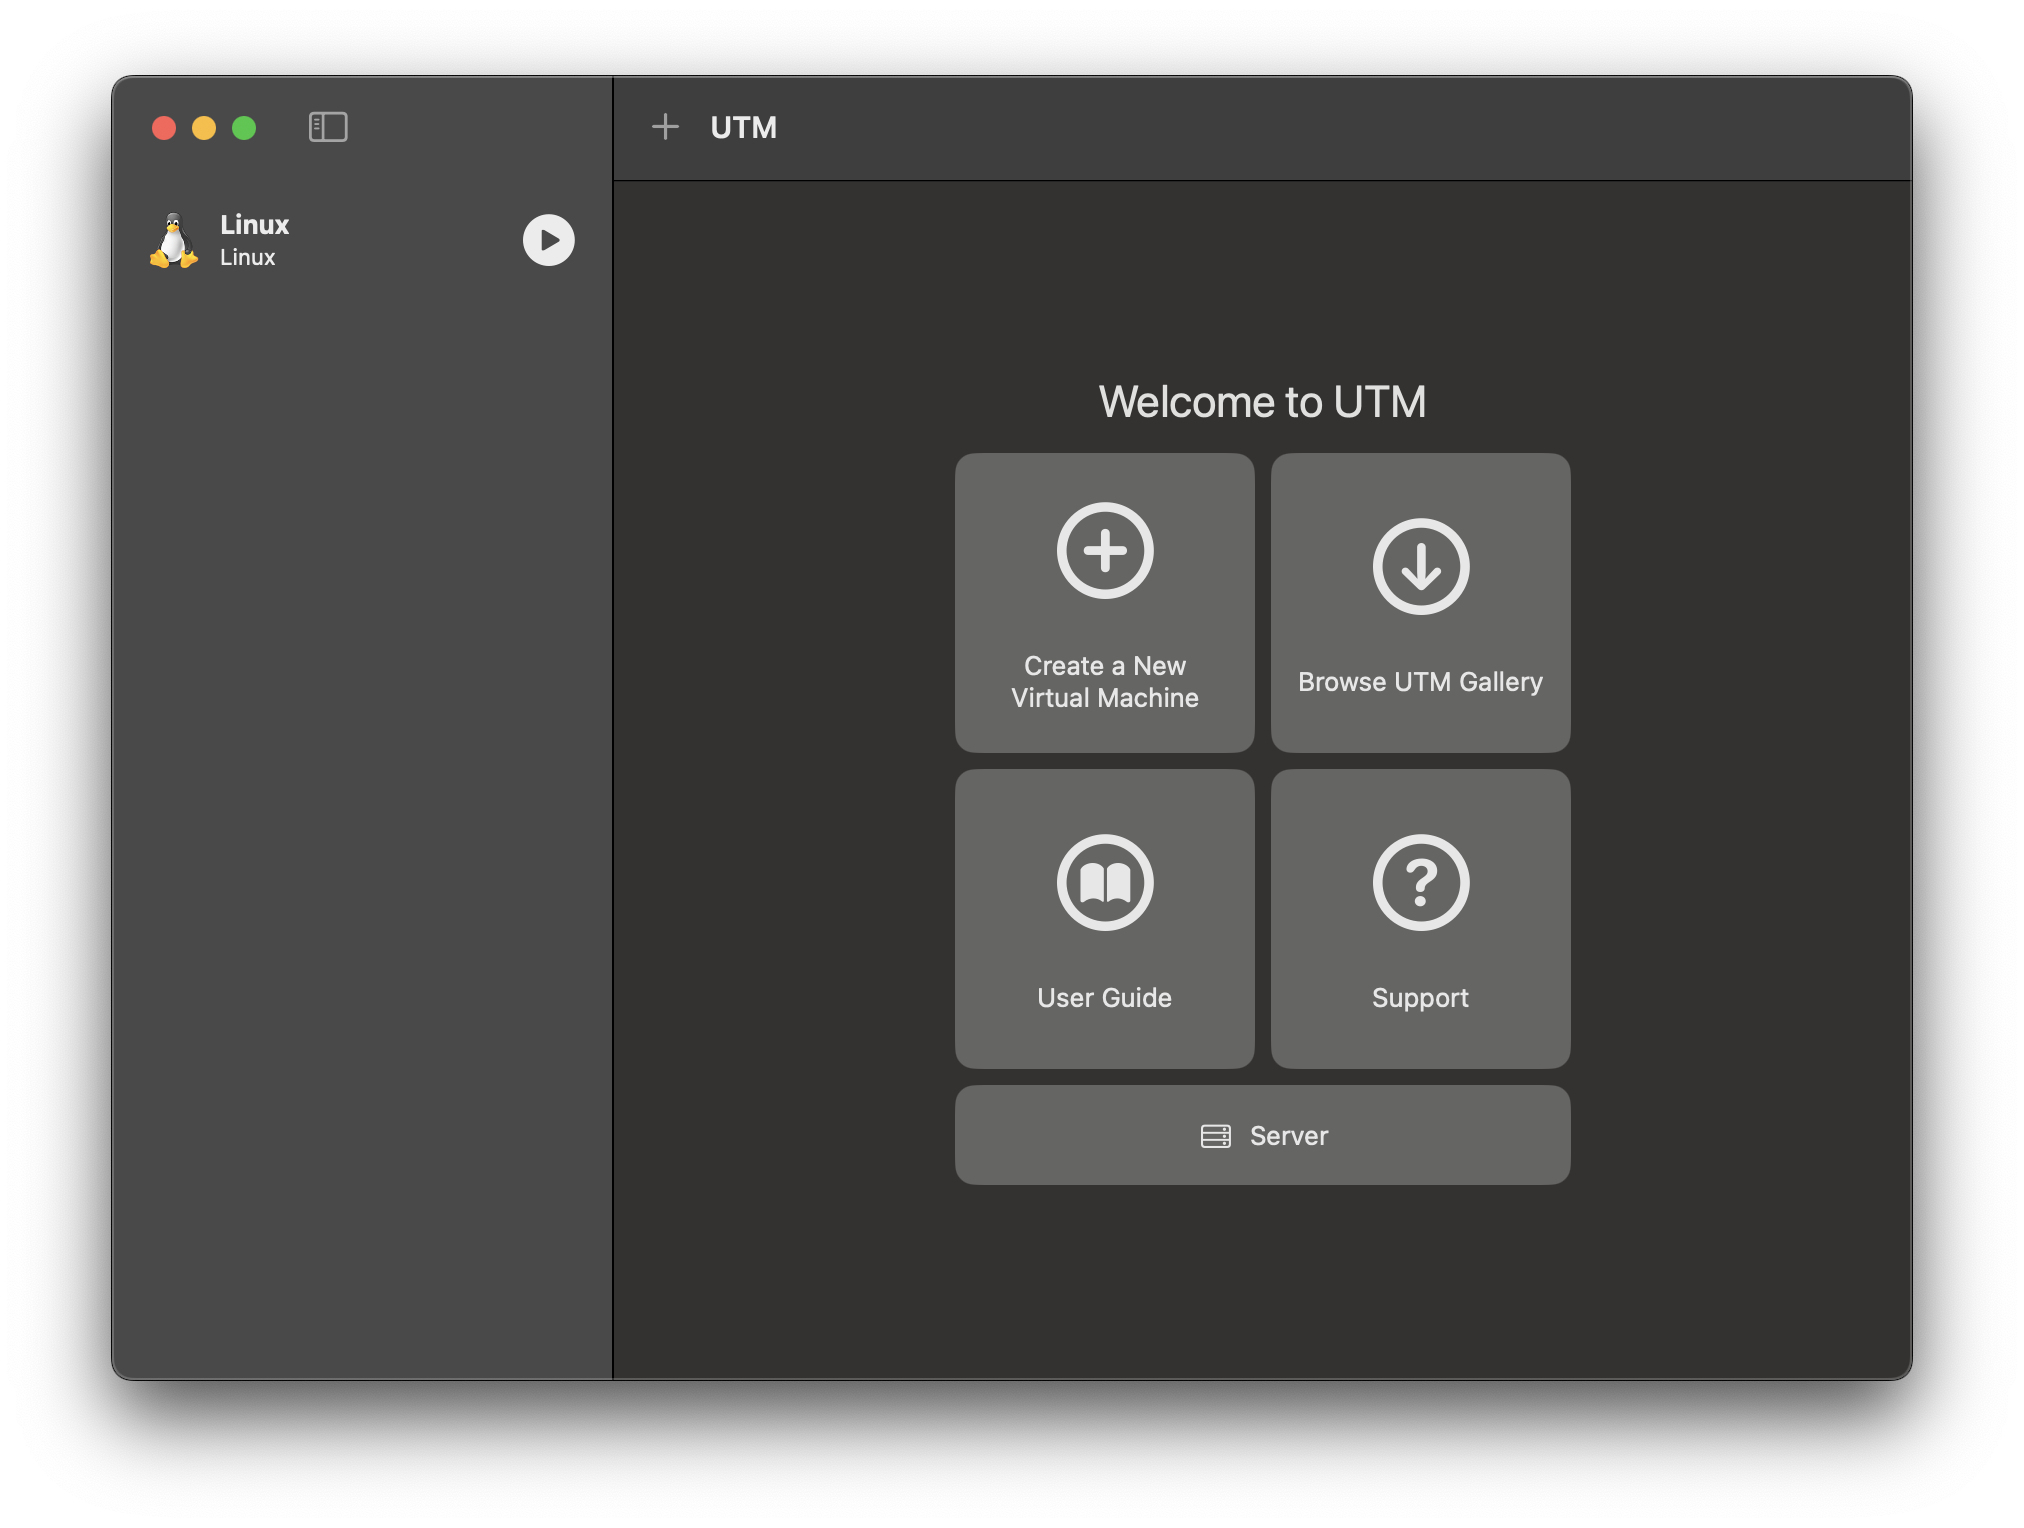 UTM
Linux
Linux
Welcome to UTM
Create a New
Virtual Machine
Browse UTM Gallery
User Guide
Support
Server